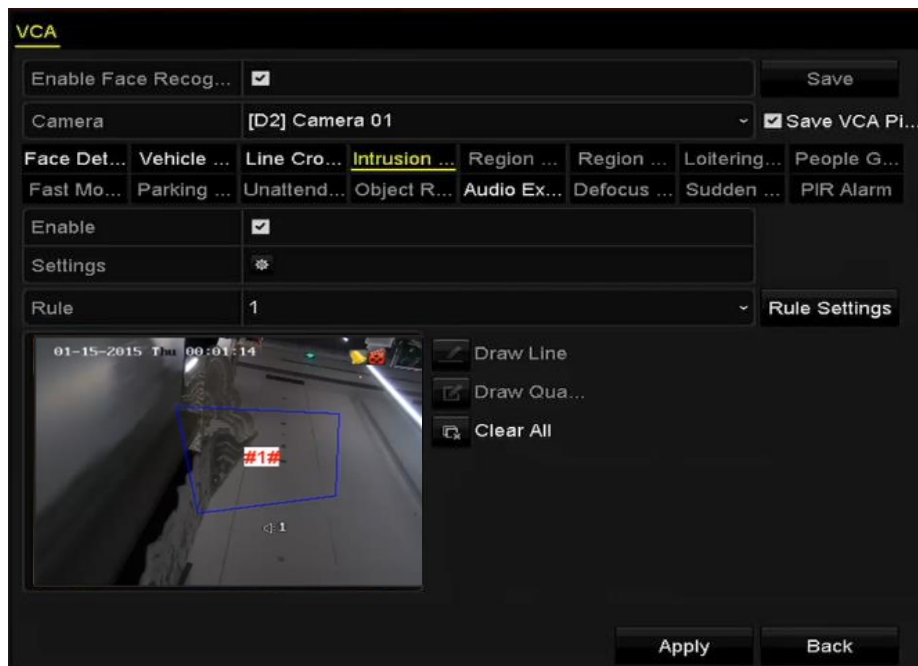 VCA
Enable Face Recog... Save
Camera [D2] Camera 01 Save VCA Pi...
Face Det... Vehicle ... Line Cro... Intrusion ... Region ... Region ... Loitering... People G...
Fast Mo... Parking ... Unattend... Object R... Audio Ex... Defocus ... Sudden ... PIR Alarm
Enable
Settings
Rule 1 Rule Settings
01-15-2015 Thu 00:01:14
Draw Line
Draw Qua...
Clear All
#1#
1
Apply Back